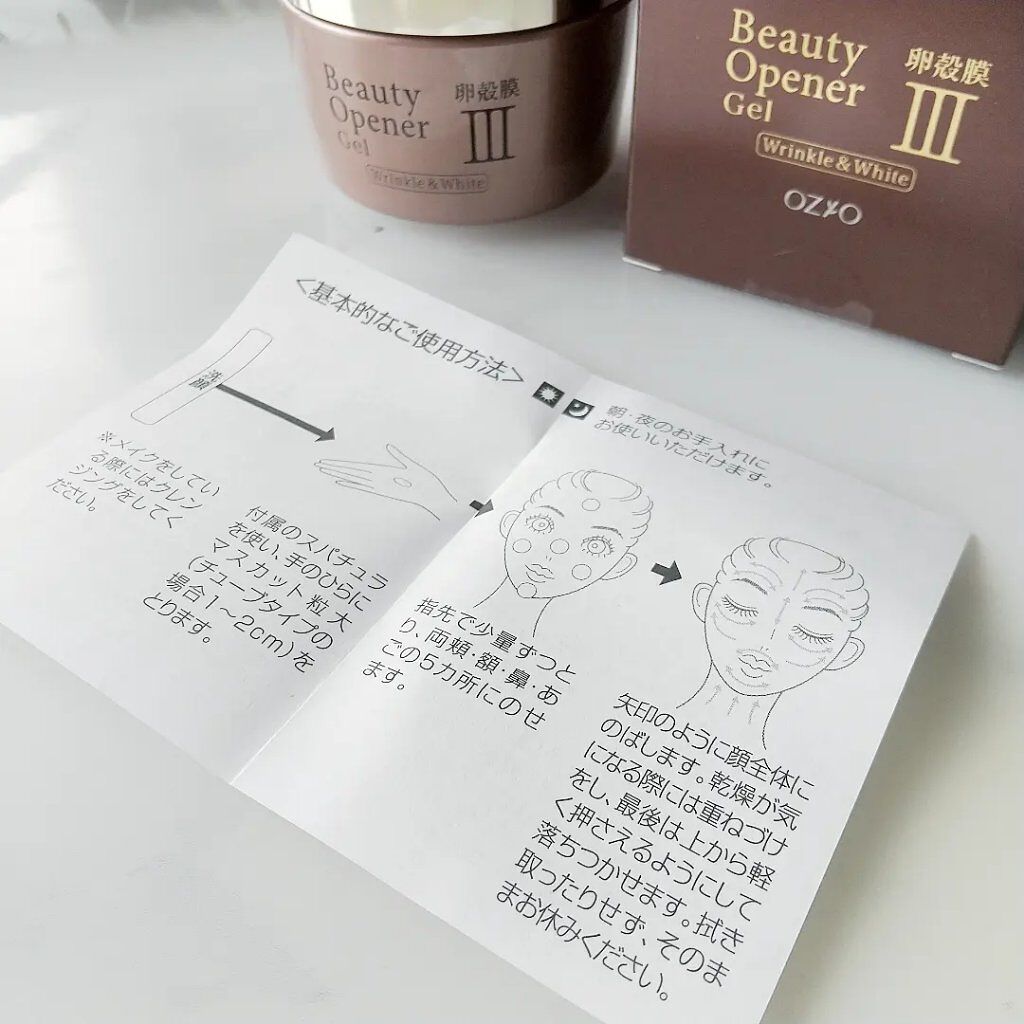 Beauty
Opener
Gel
卵殻膜
III
Wrinkle&White
Beauty
Opener
Gel
卵殻膜
III
Wrinkle&White
OZIO
<基本的なご使用方法>
朝・夜のお手入れに
お使いいただけます。
洗顔
※メイクをしてい
る際にはクレン
ジングをしてく
ださい。
付属のスパチュラ
を使い、手のひらに
マスカット粒大
(チューブタイプの
場合1〜2cm)を
とります。
指先で少量ずつと
り、両頬・額・鼻・あ
ごの5カ所にのせ
ます。
矢印のように顔全体に
のばします。乾燥が気
になる際には重ねづけ
をし、最後は上から軽
く押さえるようにして
落ちつかせます。拭き
取ったりせず、そのま
まお休みください。